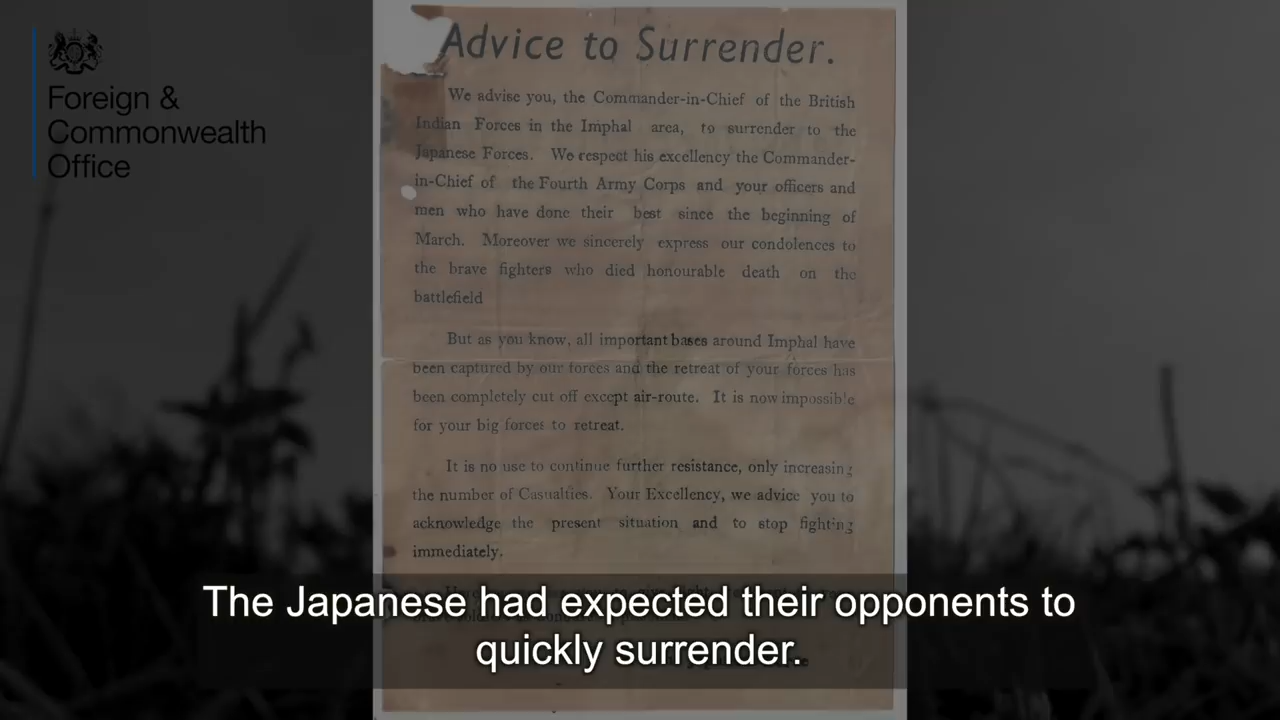 Foreign &
Commonwealth
Office
Advice to Surrender.
We advise you, the Commander-in-Chief of the British
Indian Forces in the Imphal area, to surrender to the
Japanese Forces. We respect his excellency the Commander-
in-Chief of the Fourth Army Corps and your officers and
men who have done their best since the beginning of
March. Moreover we sincerely express our condolences to
the brave fighters who died honourable death on the
battlefield
But as you know, all important bases around Imphal have
been captured by our forces and the retreat of your forces has
been completely cut off except air-route. It is now impossible
for your big forces to retreat.
It is no use to continue further resistance, only increasing
the number of Casualties. Your Excellency, we advice you to
acknowledge the present situation and to stop fighting
immediately.
The Japanese had expected their opponents to
quickly surrender.